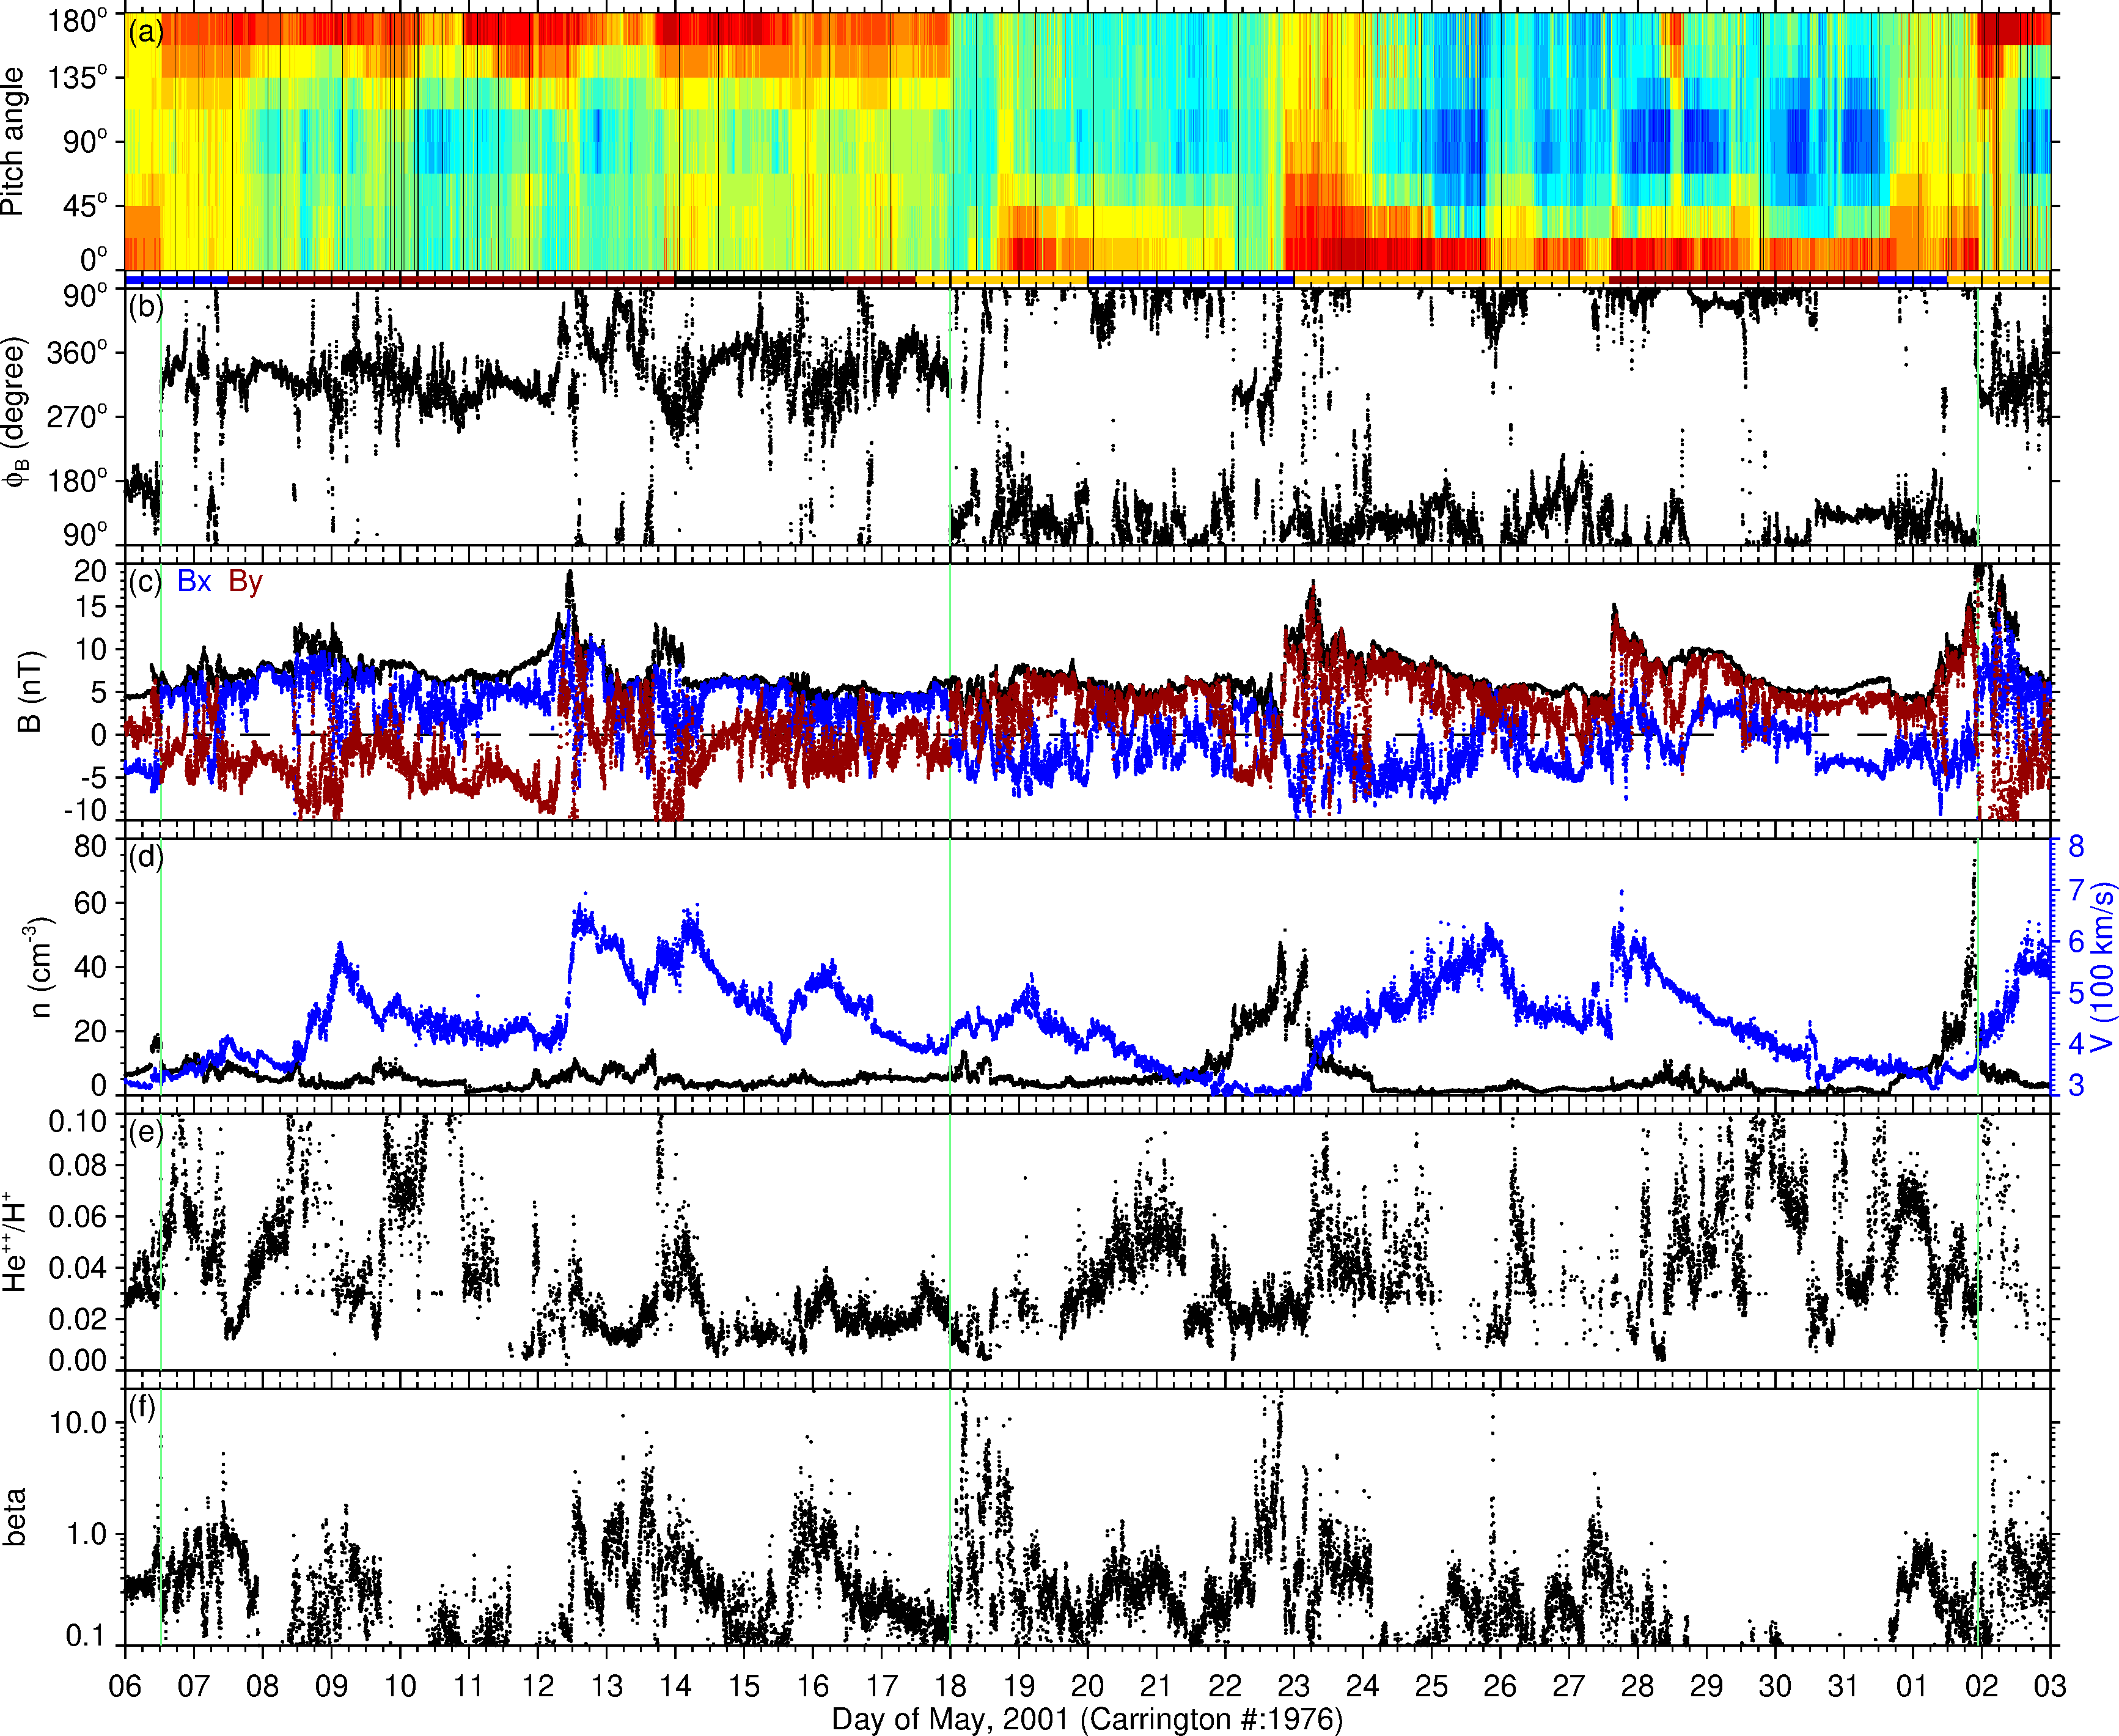 (a)
Pitch angle
180°
135°
90°
45°
0°
(b)
ϕB (degree)
90°
360°
270°
180°
90°
(c) Bx By
B (nT)
20
15
10
5
0
-5
-10
(d)
n (cm-3)
80
60
40
20
0
V (100 km/s)
8
7
6
5
4
3
(e)
He++/H+
0.10
0.08
0.06
0.04
0.02
0.00
(f)
beta
10.0
1.0
0.1
06 07 08 09 10 11 12 13 14 15 16 17 18 19 20 21 22 23 24 25 26 27 28 29 30 31 01 02 03
Day of May, 2001 (Carrington #:1976)